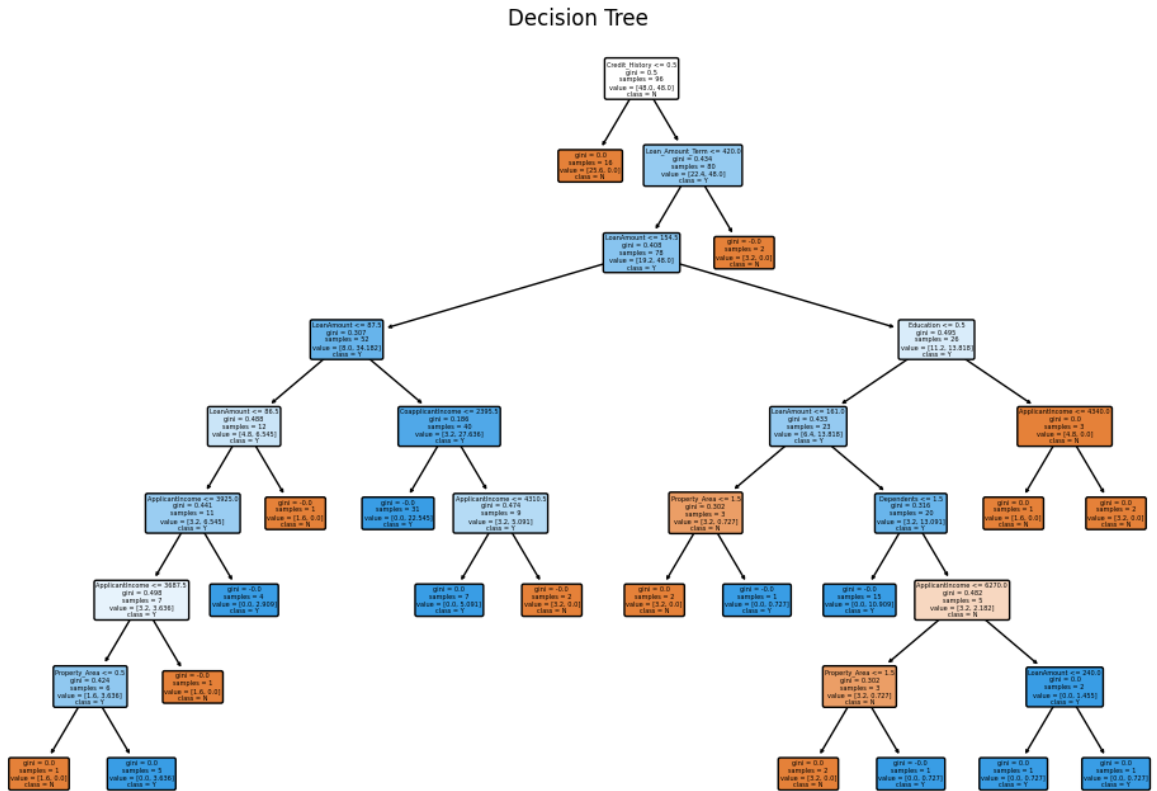 Decision Tree
Credit_History <= 0.5
gini = 0.5
samples = 96
value = [48.0, 48.0]
class = N
gini = 0.0
samples = 16
value = [25.6, 0.0]
class = N
Loan_Amount_Term <= 420.0
gini = 0.434
samples = 80
value = [22.4, 48.0]
class = Y
LoanAmount <= 154.5
gini = 0.408
samples = 78
value = [19.2, 48.0]
class = Y
gini = -0.0
samples = 2
value = [3.2, 0.0]
class = N
LoanAmount <= 87.5
gini = 0.307
samples = 52
value = [8.0, 34.182]
class = Y
Education <= 0.5
gini = 0.495
samples = 26
value = [11.2, 13.818]
class = Y
LoanAmount <= 86.5
gini = 0.488
samples = 12
value = [4.8, 6.545]
class = Y
CoapplicantIncome <= 2395.5
gini = 0.186
samples = 40
value = [3.2, 27.636]
class = Y
LoanAmount <= 161.0
gini = 0.433
samples = 23
value = [6.4, 13.818]
class = Y
ApplicantIncome <= 4340.0
gini = 0.0
samples = 3
value = [4.8, 0.0]
class = N
ApplicantIncome <= 3925.0
gini = 0.441
samples = 11
value = [3.2, 6.545]
class = Y
gini = -0.0
samples = 1
value = [1.6, 0.0]
class = N
gini = -0.0
samples = 31
value = [0.0, 22.545]
class = Y
ApplicantIncome <= 4310.5
gini = 0.474
samples = 9
value = [3.2, 5.091]
class = Y
Property_Area <= 1.5
gini = 0.302
samples = 3
value = [3.2, 0.727]
class = N
Dependents <= 1.5
gini = 0.316
samples = 20
value = [3.2, 13.091]
class = Y
gini = 0.0
samples = 1
value = [1.6, 0.0]
class = N
gini = 0.0
samples = 2
value = [3.2, 0.0]
class = N
ApplicantIncome <= 3687.5
gini = 0.498
samples = 7
value = [3.2, 3.636]
class = Y
gini = -0.0
samples = 4
value = [0.0, 2.909]
class = Y
gini = 0.0
samples = 7
value = [0.0, 5.091]
class = Y
gini = -0.0
samples = 2
value = [3.2, 0.0]
class = N
gini = 0.0
samples = 2
value = [3.2, 0.0]
class = N
gini = -0.0
samples = 1
value = [0.0, 0.727]
class = Y
gini = -0.0
samples = 15
value = [0.0, 10.909]
class = Y
ApplicantIncome <= 6270.0
gini = 0.482
samples = 5
value = [3.2, 2.182]
class = N
Property_Area <= 0.5
gini = 0.424
samples = 6
value = [1.6, 3.636]
class = Y
gini = -0.0
samples = 1
value = [1.6, 0.0]
class = N
Property_Area <= 1.5
gini = 0.302
samples = 3
value = [3.2, 0.727]
class = N
LoanAmount <= 240.0
gini = 0.0
samples = 2
value = [0.0, 1.455]
class = Y
gini = 0.0
samples = 1
value = [1.6, 0.0]
class = N
gini = 0.0
samples = 5
value = [0.0, 3.636]
class = Y
gini = 0.0
samples = 2
value = [3.2, 0.0]
class = N
gini = -0.0
samples = 1
value = [0.0, 0.727]
class = Y
gini = 0.0
samples = 1
value = [0.0, 0.727]
class = Y
gini = 0.0
samples = 1
value = [0.0, 0.727]
class = Y